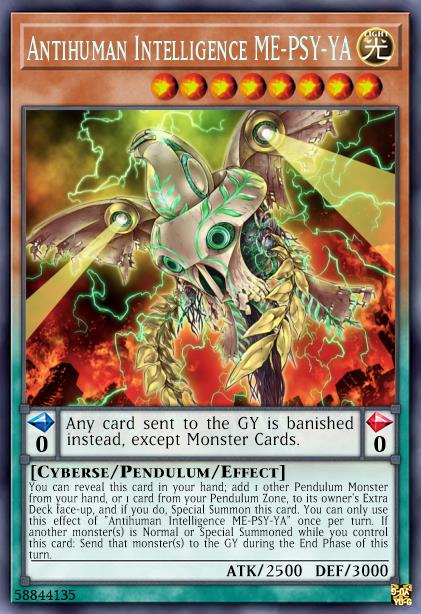 ANTIHUMAN INTELLIGENCE ME-PSY-YA
LIGHT
光
Any card sent to the GY is banished
instead, except Monster Cards.
0
0
[CYBERSE/PENDULUM/EFFECT]
You can reveal this card in your hand; add 1 other Pendulum Monster
from your hand, or 1 card from your Pendulum Zone, to its owner's Extra
Deck face-up, and if you do, Special Summon this card. You can only use
this effect of "Antihuman Intelligence ME-PSY-YA" once per turn. If
another monster(s) is Normal or Special Summoned while you control
this card: Send that monster(s) to the GY during the End Phase of this
turn.
ATK/2500 DEF/3000
58844135